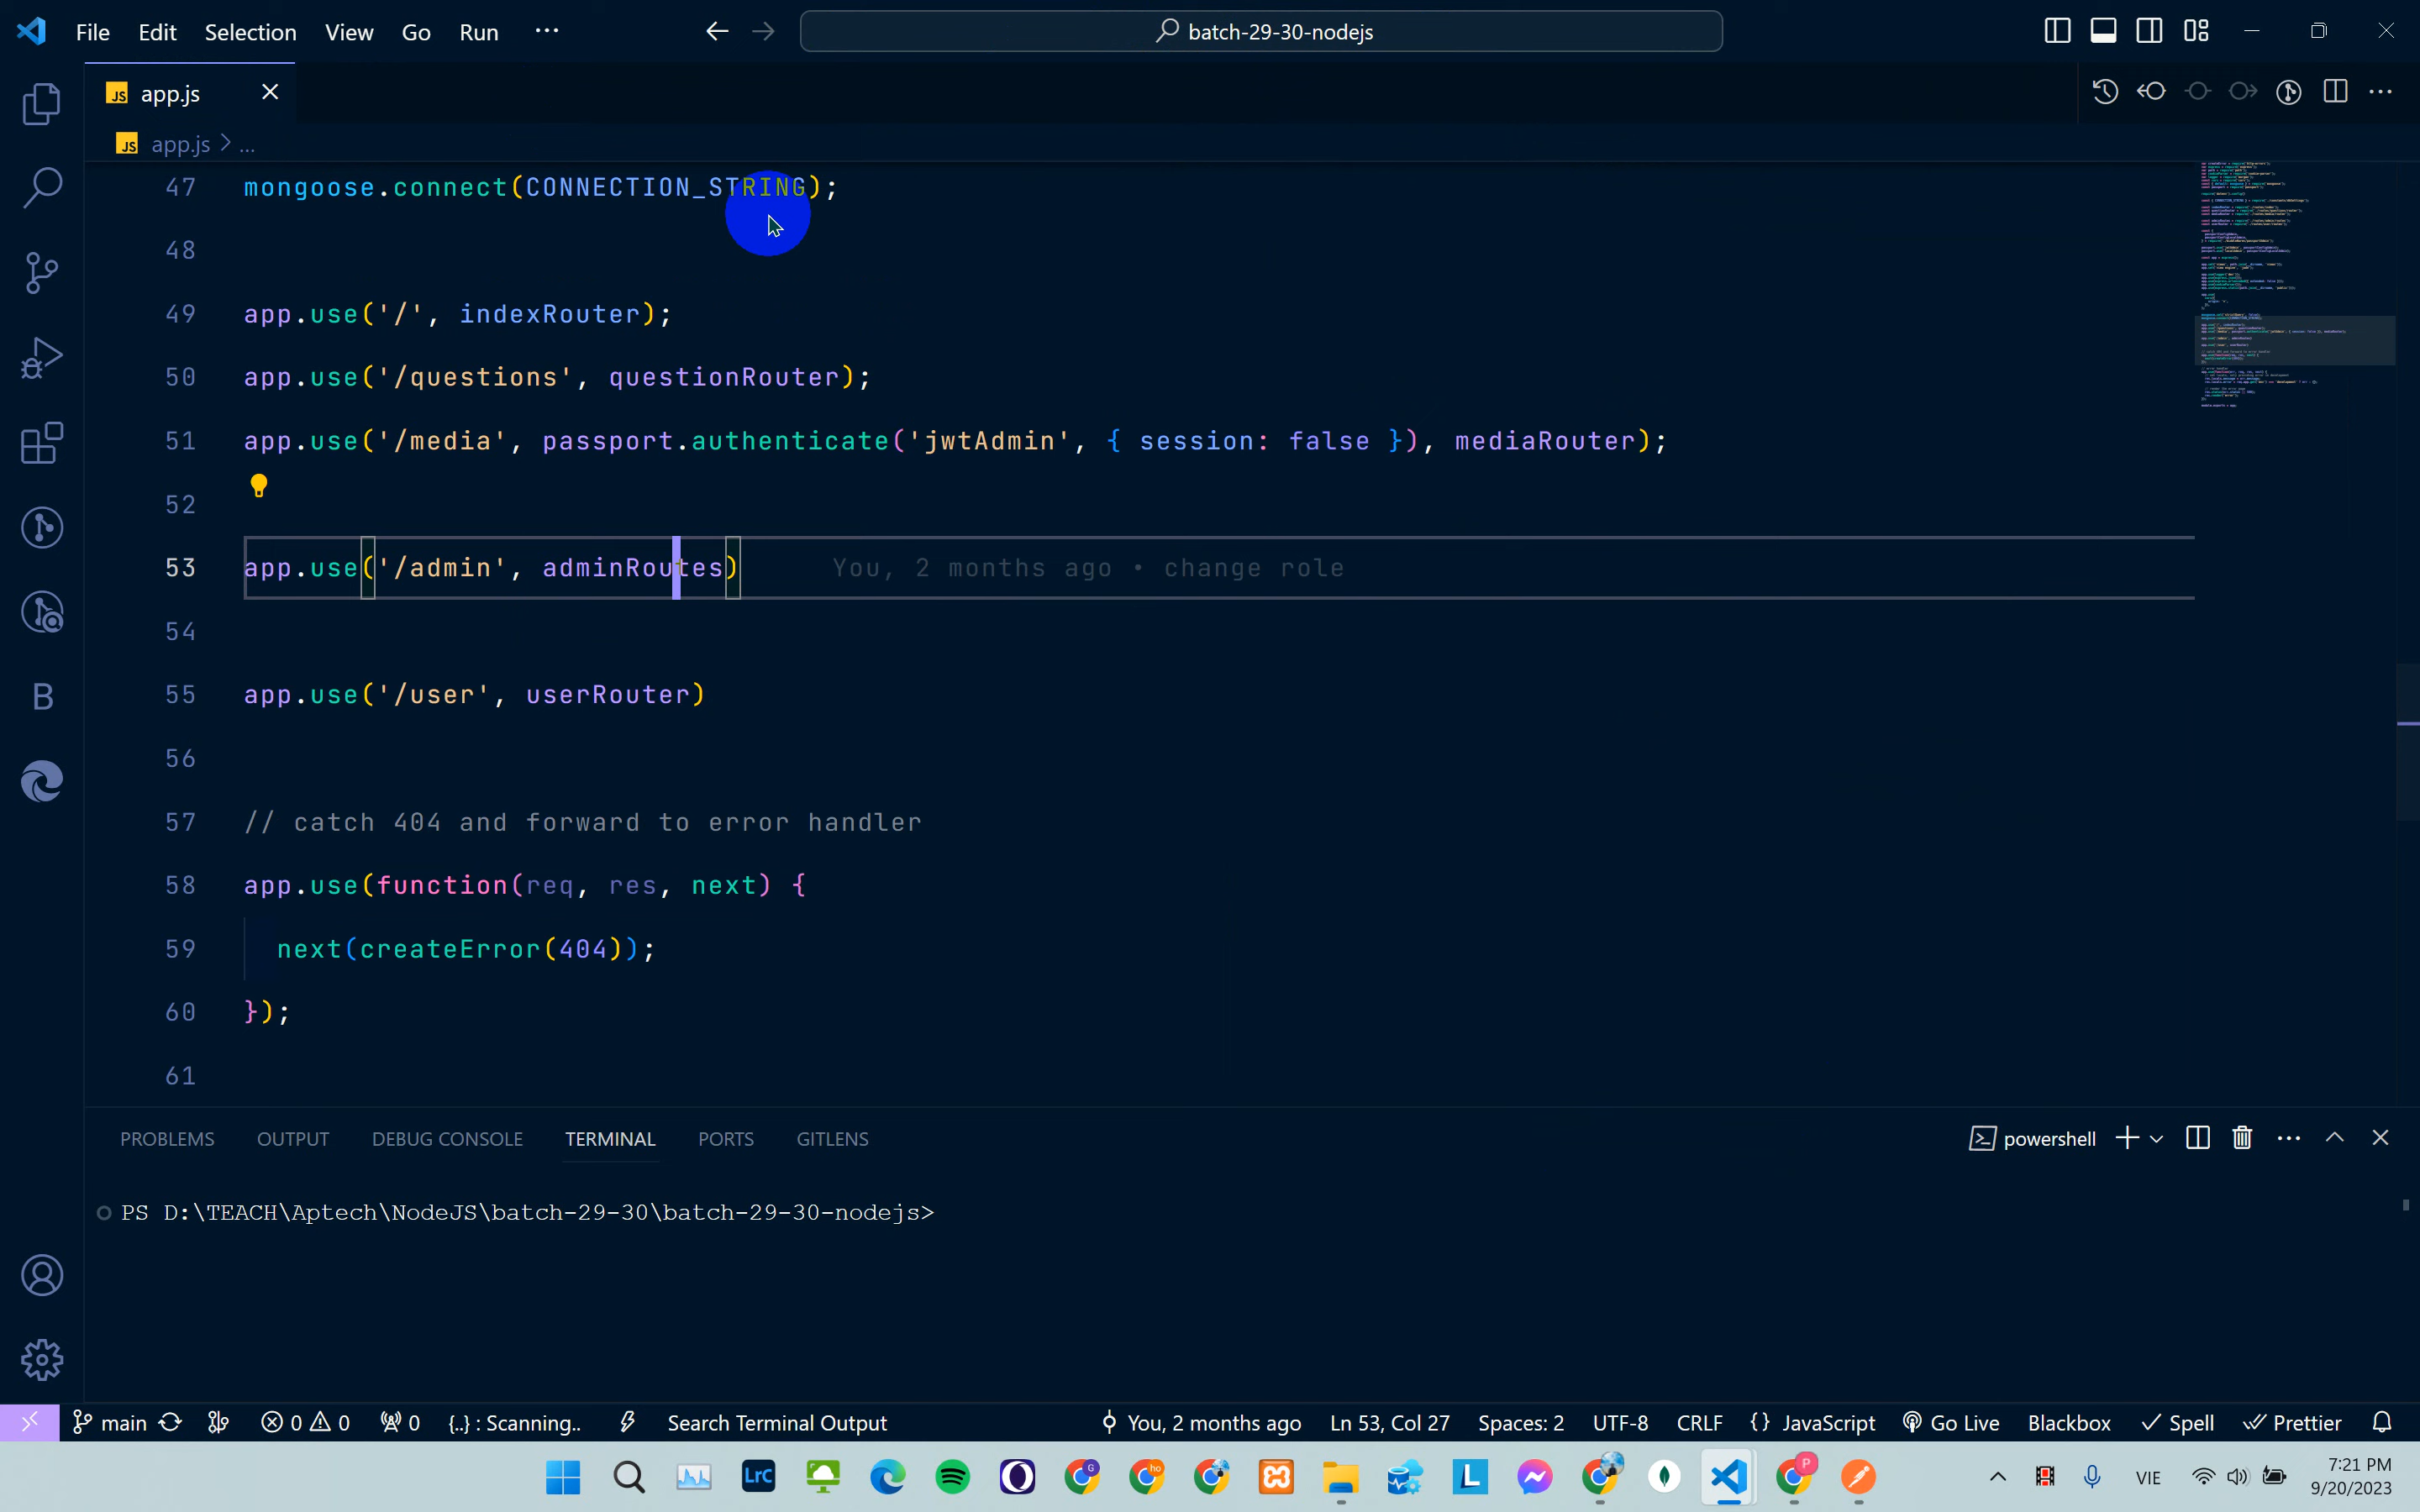 File Edit Selection View Go Run ...
batch-29-30-nodejs
JS app.js
JS app.js > ...
47 mongoose.connect(CONNECTION_STRING);
48
49 app.use('/', indexRouter);
50 app.use('/questions', questionRouter);
51 app.use('/media', passport.authenticate('jwtAdmin', { session: false }), mediaRouter);
52
53 app.use('/admin', adminRoutes) You, 2 months ago • change role
54
55 app.use('/user', userRouter)
56
57 // catch 404 and forward to error handler
58 app.use(function(req, res, next) {
59 next(createError(404));
60 });
61
B
PROBLEMS OUTPUT DEBUG CONSOLE TERMINAL PORTS GITLENS
powershell
PS D:\TEACH\Aptech\NodeJS\batch-29-30\batch-29-30-nodejs>
main 0 0 0 {..} : Scanning.. Search Terminal Output You, 2 months ago Ln 53, Col 27 Spaces: 2 UTF-8 CRLF {} JavaScript Go Live Blackbox Spell Prettier
LrC G ho L P VIE
7:21 PM
9/20/2023